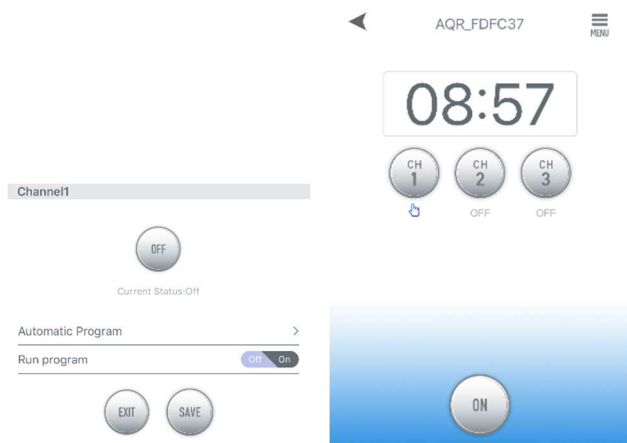 Channel1
OFF
Current Status:Off
Automatic Program
Run program
Off On
EXIT
SAVE
AQR_FDFC37
MENU
08:57
CH
1
CH
2
CH
3
OFF
OFF
ON